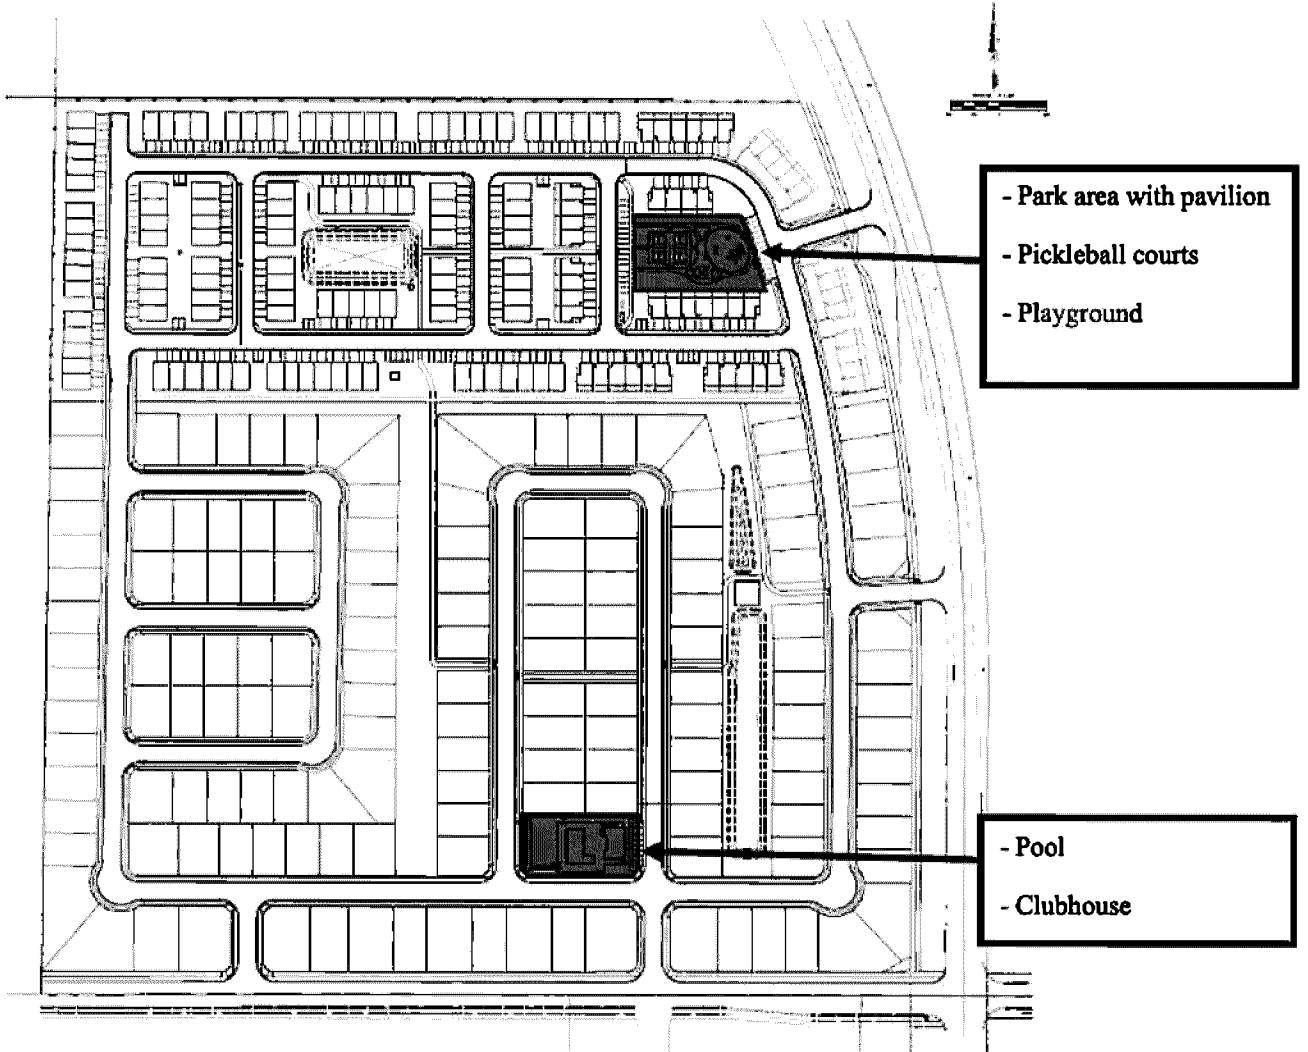 - Park area with pavilion
- Pickleball courts
- Playground
- Pool
- Clubhouse